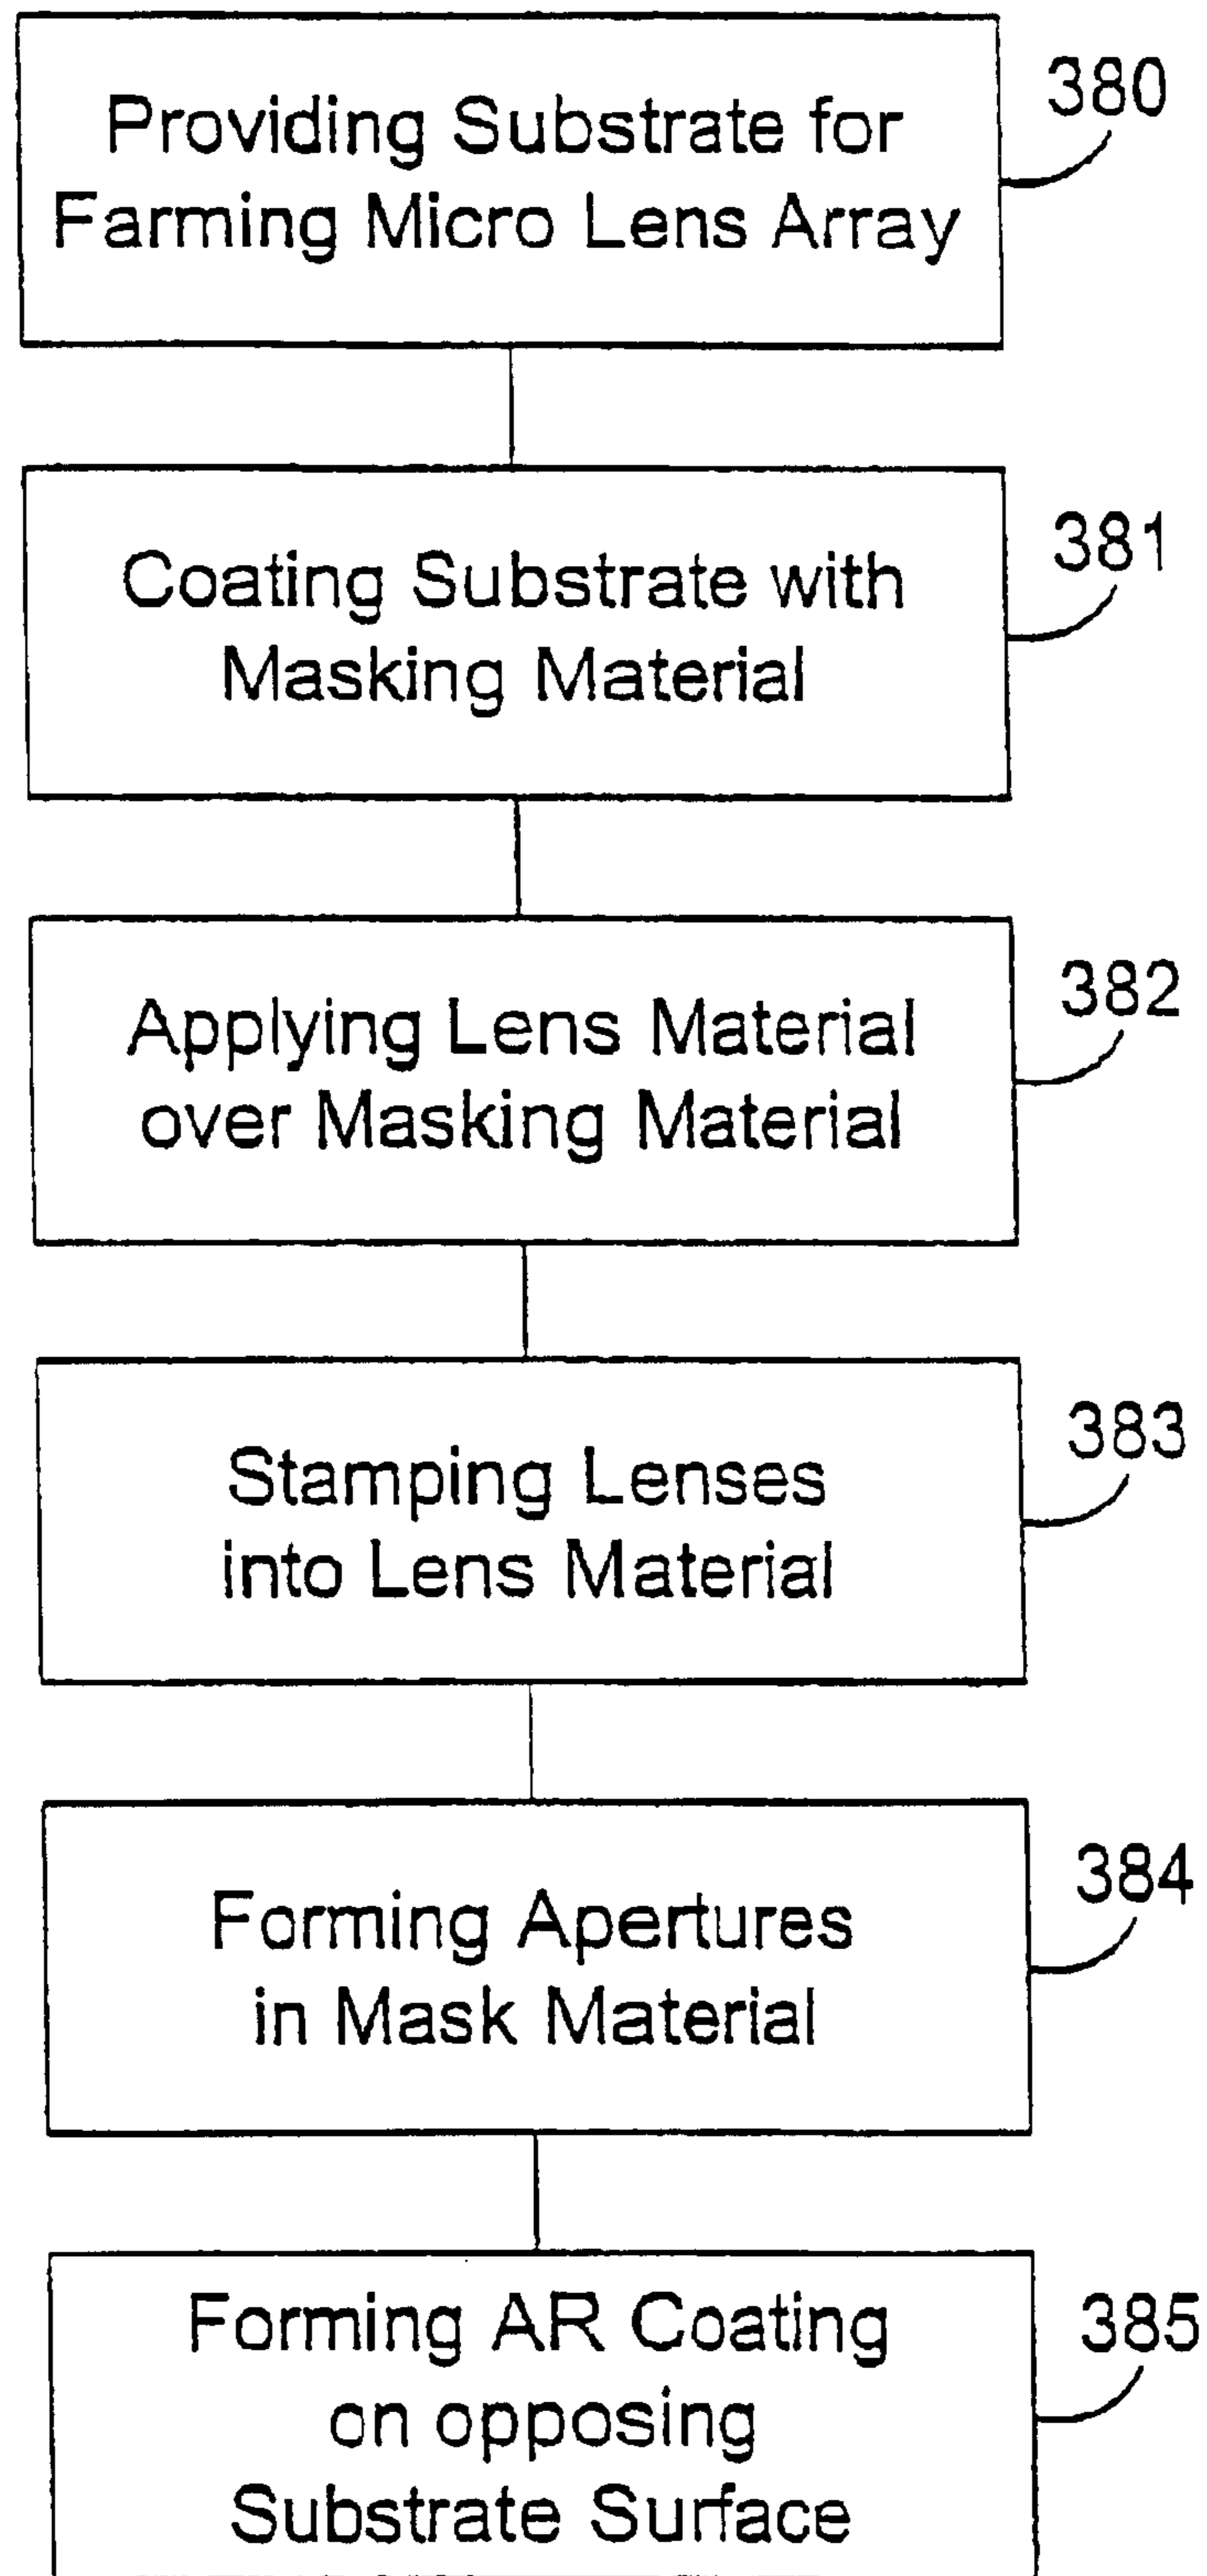 Providing Substrate for
Farming Micro Lens Array
380
Coating Substrate with
Masking Material
381
Applying Lens Material
over Masking Material
382
Stamping Lenses
into Lens Material
383
Forming Apertures
in Mask Material
384
Forming AR Coating
on opposing
Substrate Surface
385